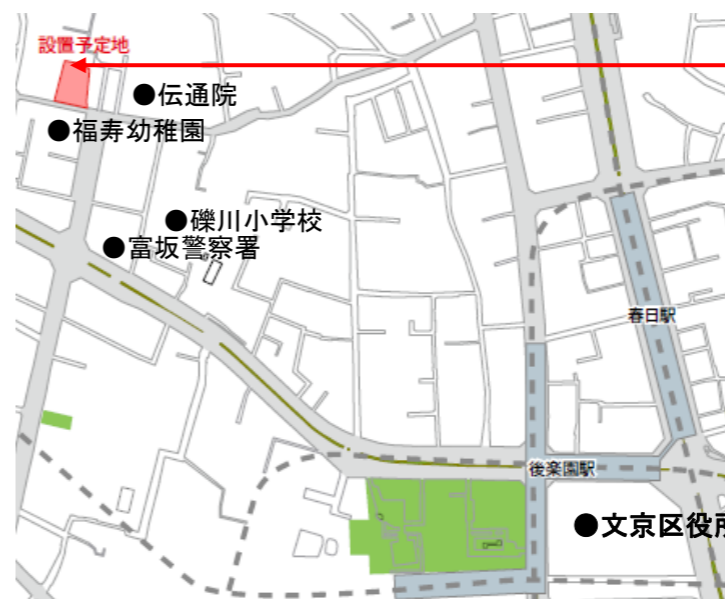 設置予定地
●伝通院
●福寿幼稚園
●礫川小学校
●富坂警察署
春日駅
後楽園駅
●文京区役所